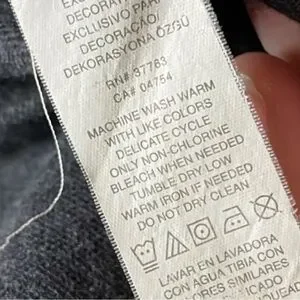 EXCLUSIVO PARA
DECORAÇÃO/
DEKORASYONA ÖZGÜ
RN# 37763
CA# 04754
MACHINE WASH WARM
WITH LIKE COLORS
DELICATE CYCLE
ONLY NON-CHLORINE
BLEACH WHEN NEEDED
TUMBLE DRY LOW
WARM IRON IF NEEDED
DO NOT DRY CLEAN
LAVAR EN LAVADORA
CON AGUA TIBIA CON